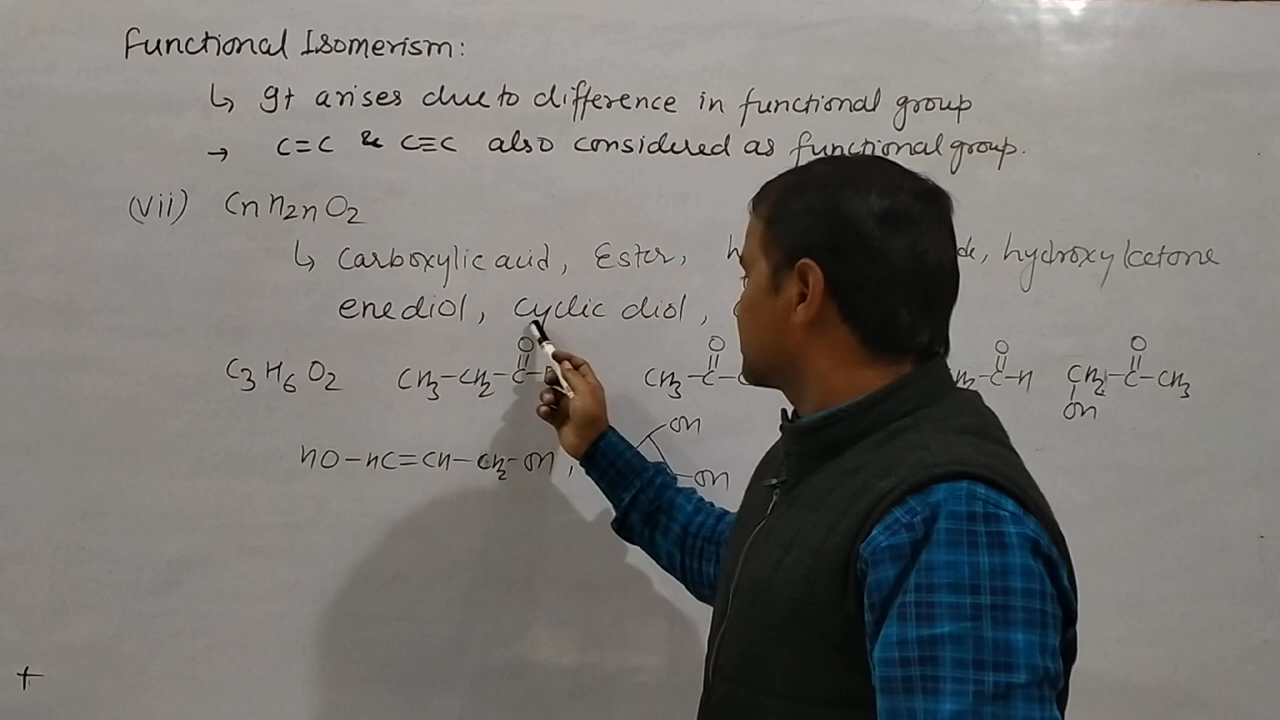 Functional Isomerism:
↳ It arises due to difference in functional group
→ C=C & C≡C also considered as functional group.
(vii) CnH2nO2
↳ Carboxylic acid, Ester, hydroxyketone
enediol, cyclic diol,
C3H6O2 CH3-CH2-C- CH3-C- -C-H CH2-C-CH3
O O O O
OH
HO-HC=CH-CH2-OH, OH
OH
+